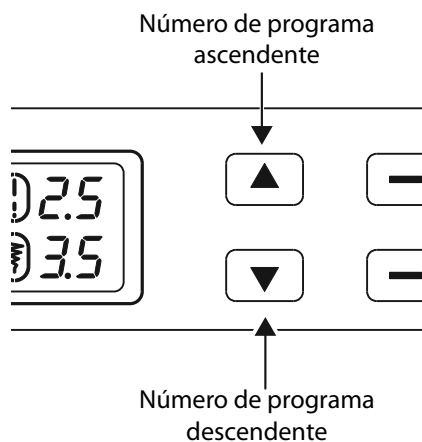 Número de programa
ascendente
2.5
3.5
Número de programa
descendente